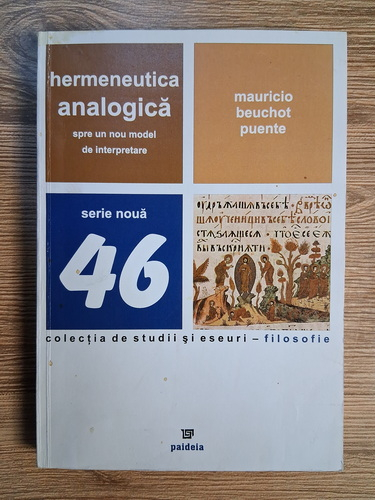 hermeneutica
analogică
spre un nou model
de interpretare
mauricio
beuchot
puente
serie nouă
46
colecția de studii și eseuri – filosofie
paideia